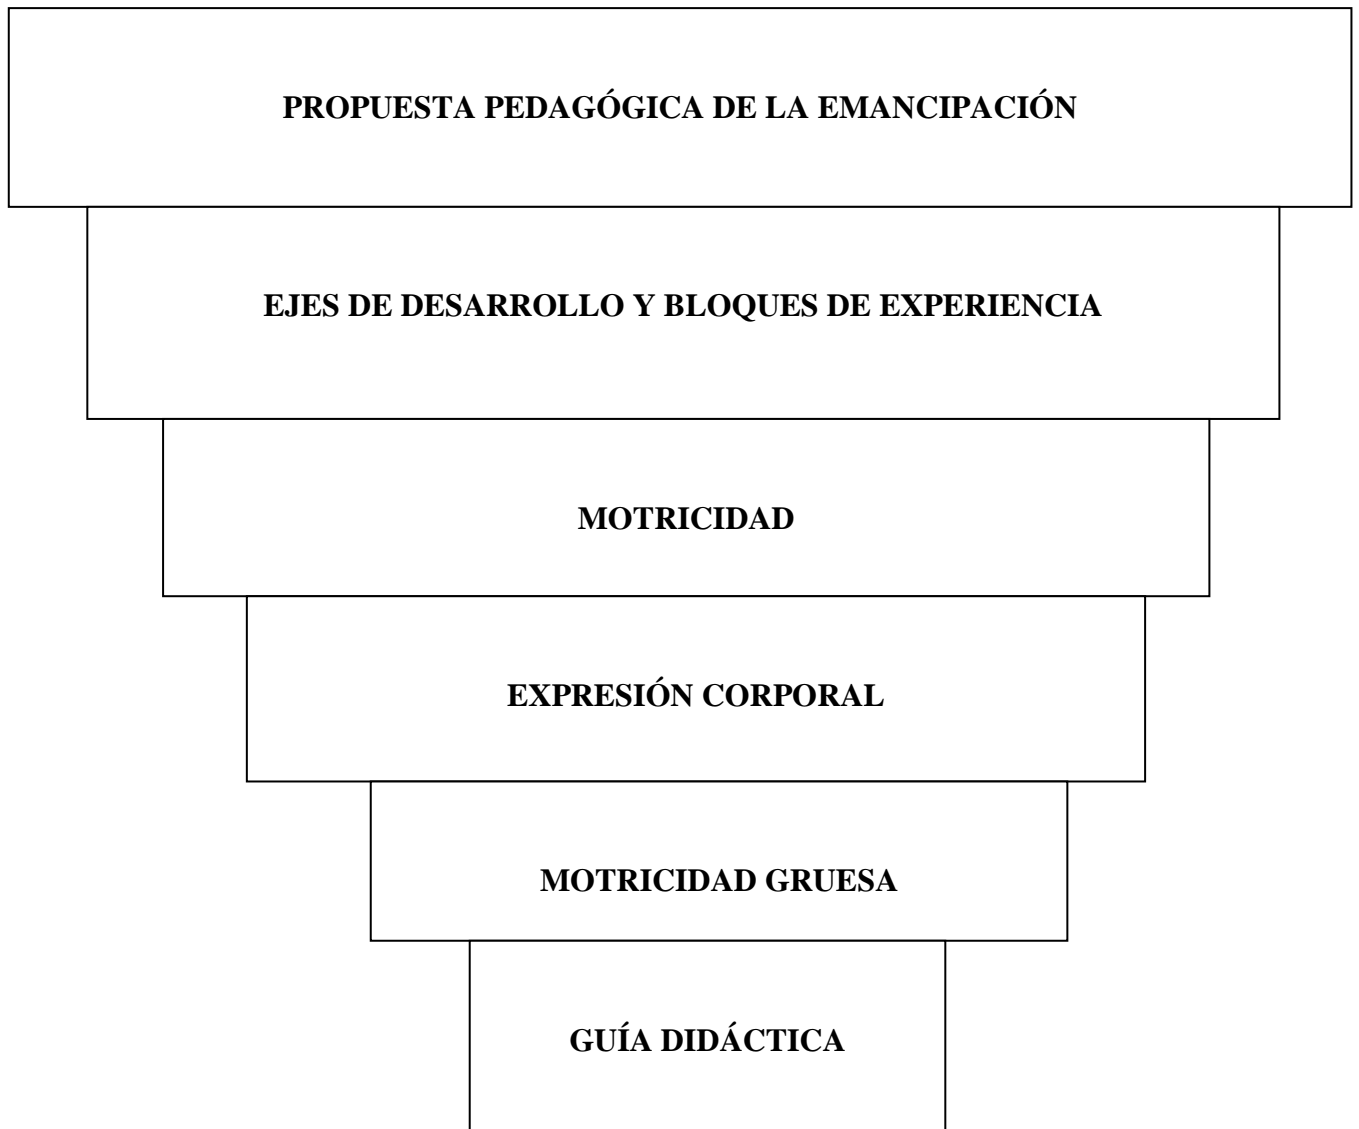 PROPUESTA PEDAGÓGICA DE LA EMANCIPACIÓN
EJES DE DESARROLLO Y BLOQUES DE EXPERIENCIA
MOTRICIDAD
EXPRESIÓN CORPORAL
MOTRICIDAD GRUESA
GUÍA DIDÁCTICA